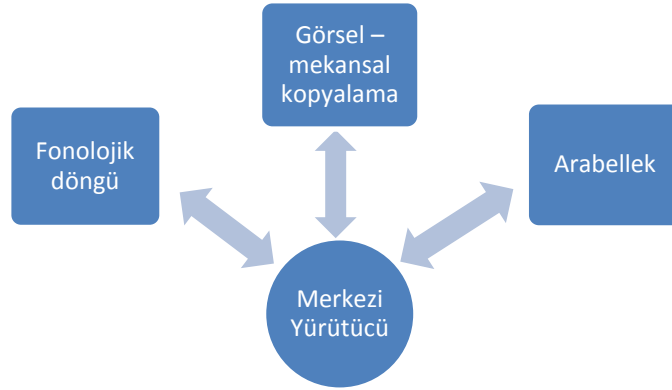 Görsel –
mekansal
kopyalama
Fonolojik
döngü
Arabellek
Merkezi
Yürütücü